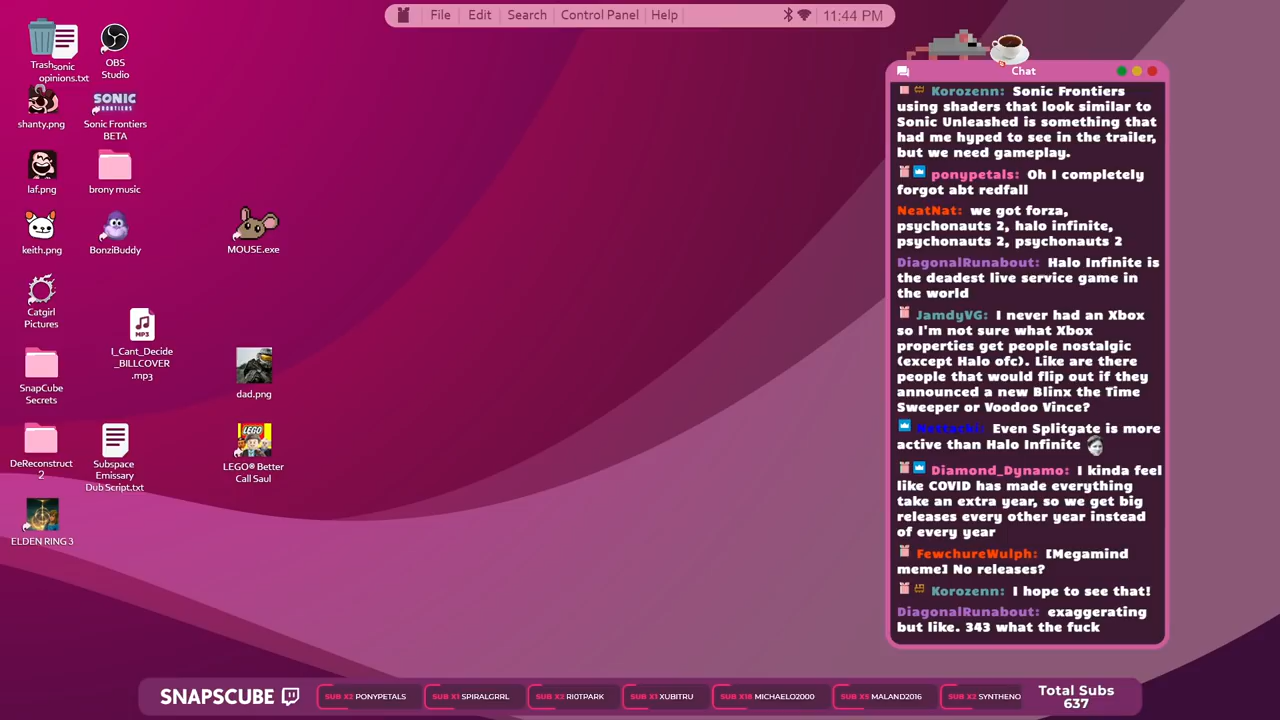 File Edit Search Control Panel Help 11:44 PM
Trash
sonic
opinions.txt
OBS
Studio
shanty.png
SONIC
FRONTIERS
Sonic Frontiers
BETA
laf.png
brony music
keith.png
BonziBuddy
MOUSE.exe
Catgirl
Pictures
MP3
I_Cant_Decide
_BILLCOVER
.mp3
SnapCube
Secrets
dad.png
DeReconstruct
2
Subspace
Emissary
Dub Script.txt
LEGO
LEGO® Better
Call Saul
ELDEN RING 3
Chat
Korozenn: Sonic Frontiers
using shaders that look similar to
Sonic Unleashed is something that
had me hyped to see in the trailer,
but we need gameplay.
ponypetals: Oh I completely
forgot abt redfall
NeatNat: we got forza,
psychonauts 2, halo infinite,
psychonauts 2, psychonauts 2
DiagonalRunabout: Halo Infinite is
the deadest live service game in
the world
JamdyVG: I never had an Xbox
so I'm not sure what Xbox
properties get people nostalgic
(except Halo ofc). Like are there
people that would flip out if they
announced a new Blinx the Time
Sweeper or Voodoo Vince?
Even Splitgate is more
active than Halo Infinite
Diamond_Dynamo: I kinda feel
like COVID has made everything
take an extra year, so we get big
releases every other year instead
of every year
FewchureWulph: [Megamind
meme] No releases?
Korozenn: I hope to see that!
DiagonalRunabout: exaggerating
but like. 343 what the fuck
SNAPSCUBE
SUB X2 PONYPETALS
SUB X1 SPIRALGRRL
SUB X2 RI0TPARK
SUB X1 XUBITRU
SUB X18 MICHAELO2000
SUB X5 MALAND2016
SUB X2 SYNTHENO
Total Subs
637